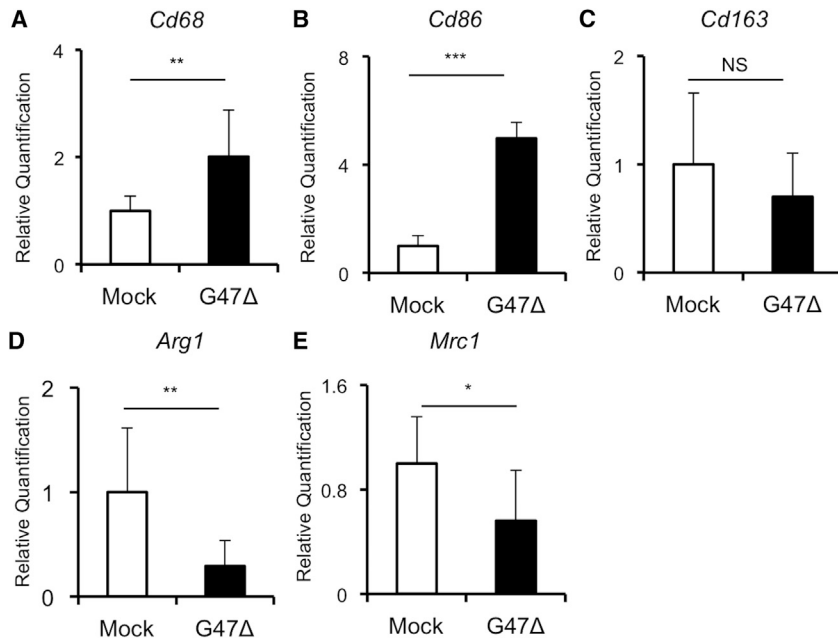 A
Cd68
Relative Quantification
4
2
0
**
Mock
G47Δ
B
Cd86
Relative Quantification
8
4
0
***
Mock
G47Δ
C
Cd163
Relative Quantification
2
1
0
NS
Mock
G47Δ
D
Arg1
Relative Quantification
2
1
0
**
Mock
G47Δ
E
Mrc1
Relative Quantification
1.6
0.8
0
*
Mock
G47Δ